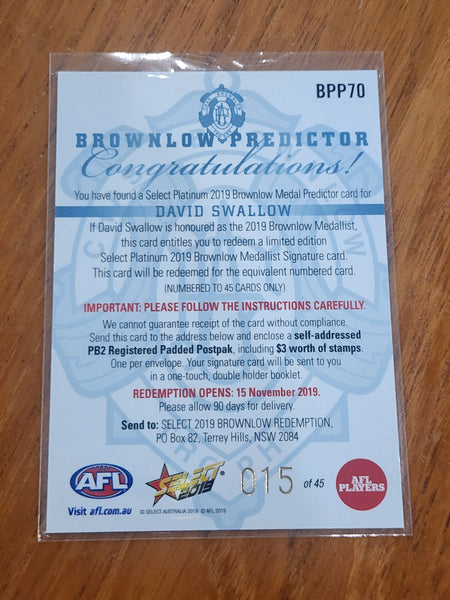 BPP70
BROWNLOW PREDICTOR
Congratulations!
You have found a Select Platinum 2019 Brownlow Medal Predictor card for
DAVID SWALLOW
If David Swallow is honoured as the 2019 Brownlow Medallist,
this card entitles you to redeem a limited edition
Select Platinum 2019 Brownlow Medallist Signature card.
This card will be redeemed for the equivalent numbered card.
(NUMBERED TO 45 CARDS ONLY)
IMPORTANT: PLEASE FOLLOW THE INSTRUCTIONS CAREFULLY.
We cannot guarantee receipt of the card without compliance.
Send this card to the address below and enclose a self-addressed
PB2 Registered Padded Postpak, including $3 worth of stamps.
One per envelope. Your signature card will be sent to you
in a one-touch, double holder booklet.
REDEMPTION OPENS: 15 November 2019.
Please allow 90 days for delivery.
Send to: SELECT 2019 BROWNLOW REDEMPTION,
PO Box 82, Terrey Hills, NSW 2084
AFL
SELECT
2019
015 of 45
AFL
PLAYERS
Visit afl.com.au
© SELECT AUSTRALIA 2019 © AFL 2019